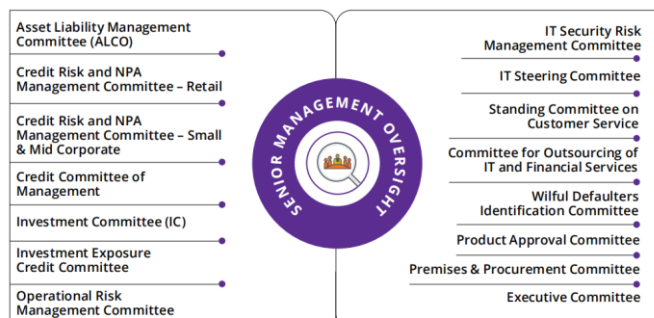 Asset Liability Management
Committee (ALCO)
Credit Risk and NPA
Management Committee – Retail
Credit Risk and NPA
Management Committee – Small
& Mid Corporate
Credit Committee of
Management
Investment Committee (IC)
Investment Exposure
Credit Committee
Operational Risk
Management Committee
SENIOR MANAGEMENT OVERSIGHT
IT Security Risk
Management Committee
IT Steering Committee
Standing Committee on
Customer Service
Committee for Outsourcing of
IT and Financial Services
Wilful Defaulters
Identification Committee
Product Approval Committee
Premises & Procurement Committee
Executive Committee